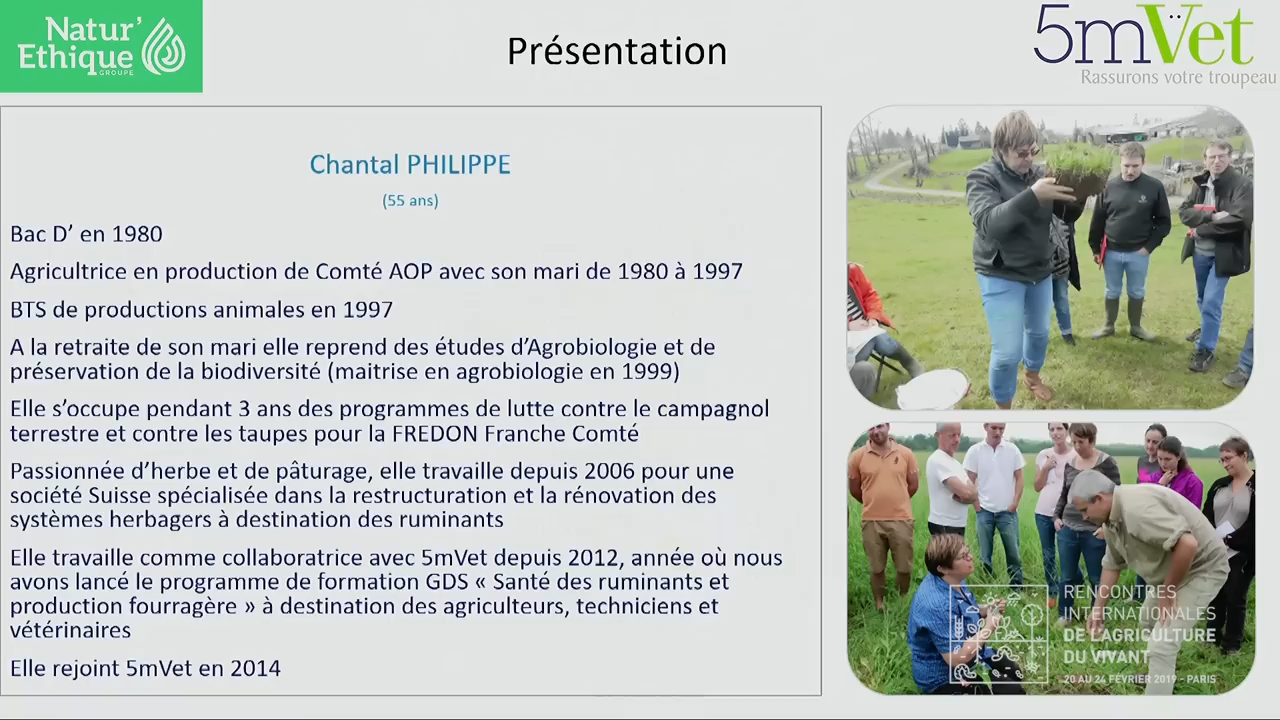 Natur'
Ethique
GROUPE
Présentation
5mVet
Rassurons votre troupeau
Chantal PHILIPPE
(55 ans)
Bac D’ en 1980
Agricultrice en production de Comté AOP avec son mari de 1980 à 1997
BTS de productions animales en 1997
A la retraite de son mari elle reprend des études d’Agrobiologie et de
préservation de la biodiversité (maitrise en agrobiologie en 1999)
Elle s’occupe pendant 3 ans des programmes de lutte contre le campagnol
terrestre et contre les taupes pour la FREDON Franche Comté
Passionnée d’herbe et de pâturage, elle travaille depuis 2006 pour une
société Suisse spécialisée dans la restructuration et la rénovation des
systèmes herbagers à destination des ruminants
Elle travaille comme collaboratrice avec 5mVet depuis 2012, année où nous
avons lancé le programme de formation GDS « Santé des ruminants et
production fourragère » à destination des agriculteurs, techniciens et
vétérinaires
Elle rejoint 5mVet en 2014
RENCONTRES
INTERNATIONALES
DE L'AGRICULTURE
DU VIVANT
20 AU 24 FÉVRIER 2019 - PARIS